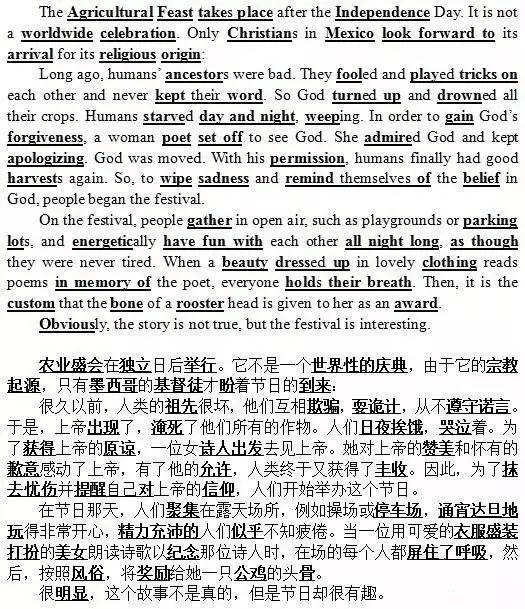 The Agricultural Feast takes place after the Independence Day. It is not
a worldwide celebration. Only Christians in Mexico look forward to its
arrival for its religious origin:
Long ago, humans' ancestors were bad. They fooled and played tricks on
each other and never kept their word. So God turned up and drowned all
their crops. Humans starved day and night, weeping. In order to gain God's
forgiveness, a woman poet set off to see God. She admired God and kept
apologizing. God was moved. With his permission, humans finally had good
harvests again. So, to wipe sadness and remind themselves of the belief in
God, people began the festival.
On the festival, people gather in open air, such as playgrounds or parking
lots, and energetically have fun with each other all night long, as though
they were never tired. When a beauty dressed up in lovely clothing reads
poems in memory of the poet, everyone holds their breath. Then, it is the
custom that the bone of a rooster head is given to her as an award.
Obviously, the story is not true, but the festival is interesting.
农业盛会在独立日后举行。它不是一个世界性的庆典，由于它的宗教
起源，只有墨西哥的基督徒才盼着节日的到来：
很久以前，人类的祖先很坏，他们互相欺骗，耍诡计，从不遵守诺言。
于是，上帝出现了，淹死了他们所有的作物。人们日夜挨饿，哭泣着。为
了获得上帝的原谅，一位女诗人出发去见上帝。她对上帝的赞美和怀有的
歉意感动了上帝，有了他的允许，人类终于又获得了丰收。因此，为了抹
去忧伤并提醒自己对上帝的信仰，人们开始举办这个节日。
在节日那天，人们聚集在露天场所，例如操场或停车场，通宵达旦地
玩得非常开心，精力充沛的人们似乎不知疲倦。当一位用可爱的衣服盛装
打扮的美女朗读诗歌以纪念那位诗人时，在场的每个人都屏住了呼吸，然
后，按照风俗，将奖励给她一只公鸡的头骨。
很明显，这个故事不是真的，但是节日却很有趣。